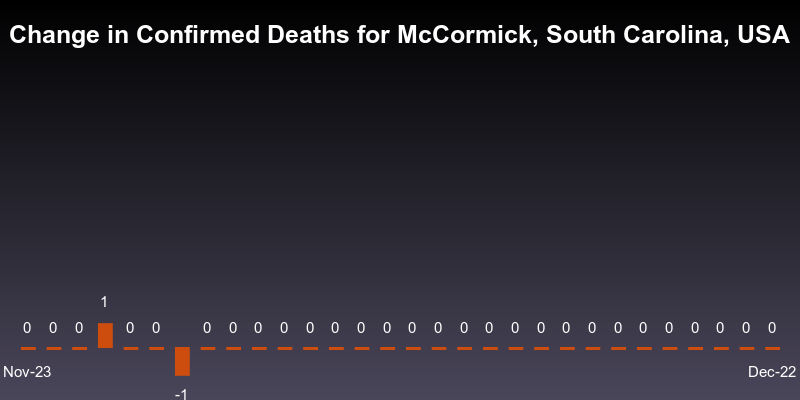 Change in Confirmed Deaths for McCormick, South Carolina, USA
1
0 0 0 0 0 0 0 0 0 0 0 0 0 0 0 0 0 0 0 0 0 0 0 0 0 0 0 0
Nov-23 Dec-22
-1